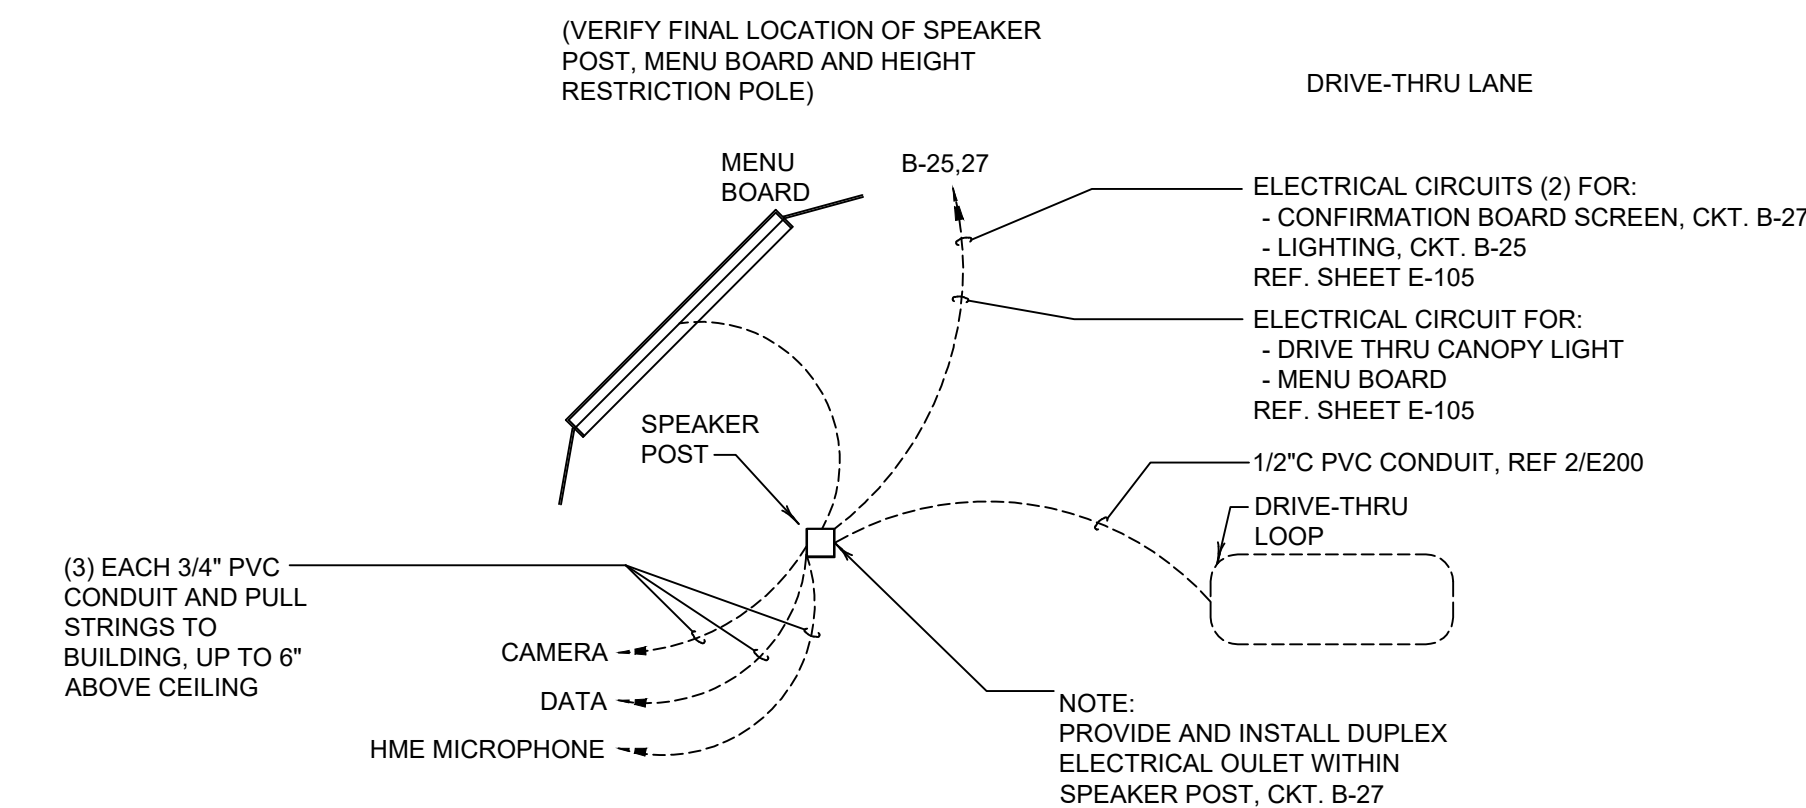 (VERIFY FINAL LOCATION OF SPEAKER
POST, MENU BOARD AND HEIGHT
RESTRICTION POLE)
DRIVE-THRU LANE
MENU
BOARD
B-25,27
ELECTRICAL CIRCUITS (2) FOR:
- CONFIRMATION BOARD SCREEN, CKT. B-27
- LIGHTING, CKT. B-25
REF. SHEET E-105
ELECTRICAL CIRCUIT FOR:
- DRIVE THRU CANOPY LIGHT
- MENU BOARD
REF. SHEET E-105
SPEAKER
POST
1/2"C PVC CONDUIT, REF 2/E200
DRIVE-THRU
LOOP
(3) EACH 3/4" PVC
CONDUIT AND PULL
STRINGS TO
BUILDING, UP TO 6"
ABOVE CEILING
CAMERA
DATA
HME MICROPHONE
NOTE:
PROVIDE AND INSTALL DUPLEX
ELECTRICAL OULET WITHIN
SPEAKER POST, CKT. B-27